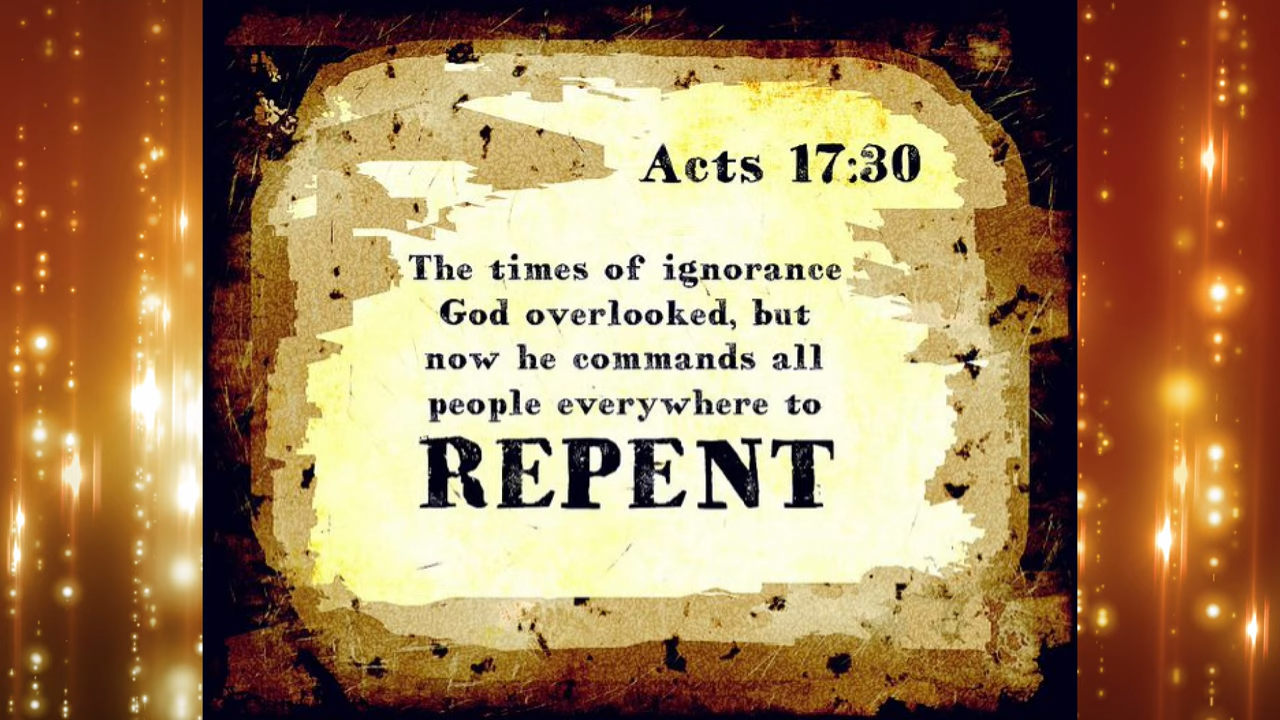 Acts 17:30
The times of ignorance
God overlooked, but
now he commands all
people everywhere to
REPENT